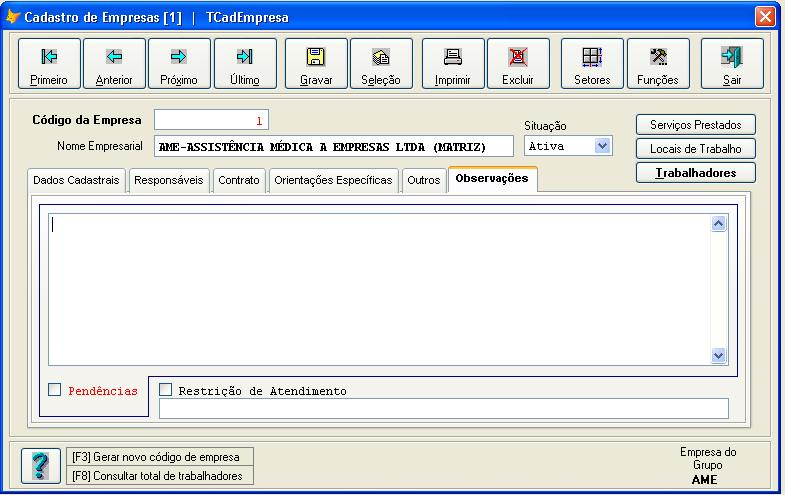 Cadastro de Empresas [1] | TCadEmpresa
Primeiro Anterior Próximo Último Gravar Seleção Imprimir Excluir Setores Funções Sair
Código da Empresa 1
Situação
Serviços Prestados
Nome Empresarial AME-ASSISTÊNCIA MÉDICA A EMPRESAS LTDA (MATRIZ) Ativa
Locais de Trabalho
Trabalhadores
Dados Cadastrais Responsáveis Contrato Orientações Específicas Outros Observações
Pendências Restrição de Atendimento
? [F3] Gerar novo código de empresa
[F8] Consultar total de trabalhadores
Empresa do
Grupo
AME